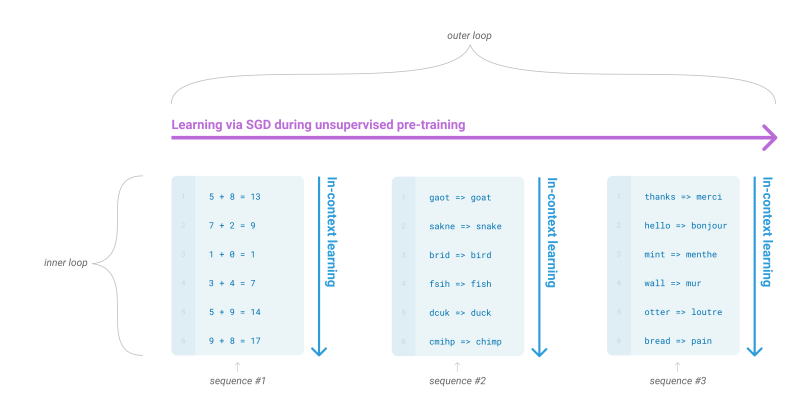 outer loop
Learning via SGD during unsupervised pre-training
inner loop
1 5 + 8 = 13
2 7 + 2 = 9
3 1 + 0 = 1
4 3 + 4 = 7
5 5 + 9 = 14
6 9 + 8 = 17
In-context learning
sequence #1
1 gaot => goat
2 sakne => snake
3 brid => bird
4 fsih => fish
5 dcuk => duck
6 cmihp => chimp
In-context learning
sequence #2
1 thanks => merci
2 hello => bonjour
3 mint => menthe
4 wall => mur
5 otter => loutre
6 bread => pain
In-context learning
sequence #3